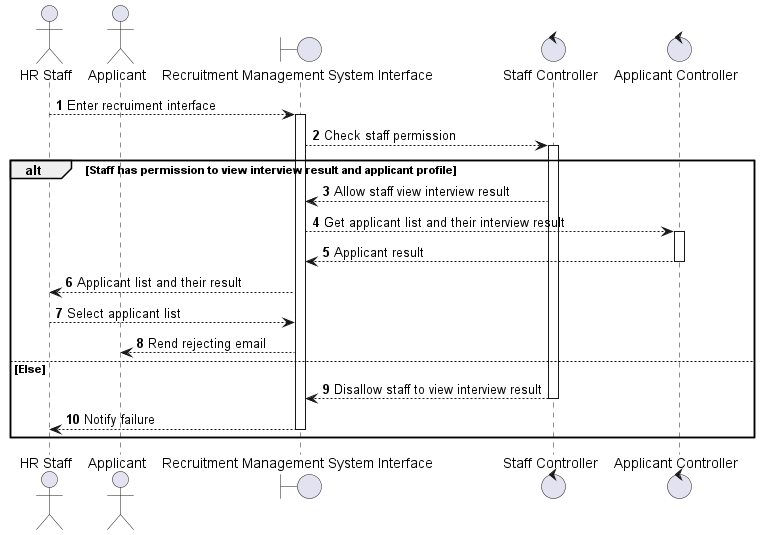 HR Staff
Applicant
Recruitment Management System Interface
Staff Controller
Applicant Controller
1 Enter recruiment interface
2 Check staff permission
alt
[Staff has permission to view interview result and applicant profile]
3 Allow staff view interview result
4 Get applicant list and their interview result
5 Applicant result
6 Applicant list and their result
7 Select applicant list
8 Rend rejecting email
[Else]
9 Disallow staff to view interview result
10 Notify failure
HR Staff
Applicant
Recruitment Management System Interface
Staff Controller
Applicant Controller